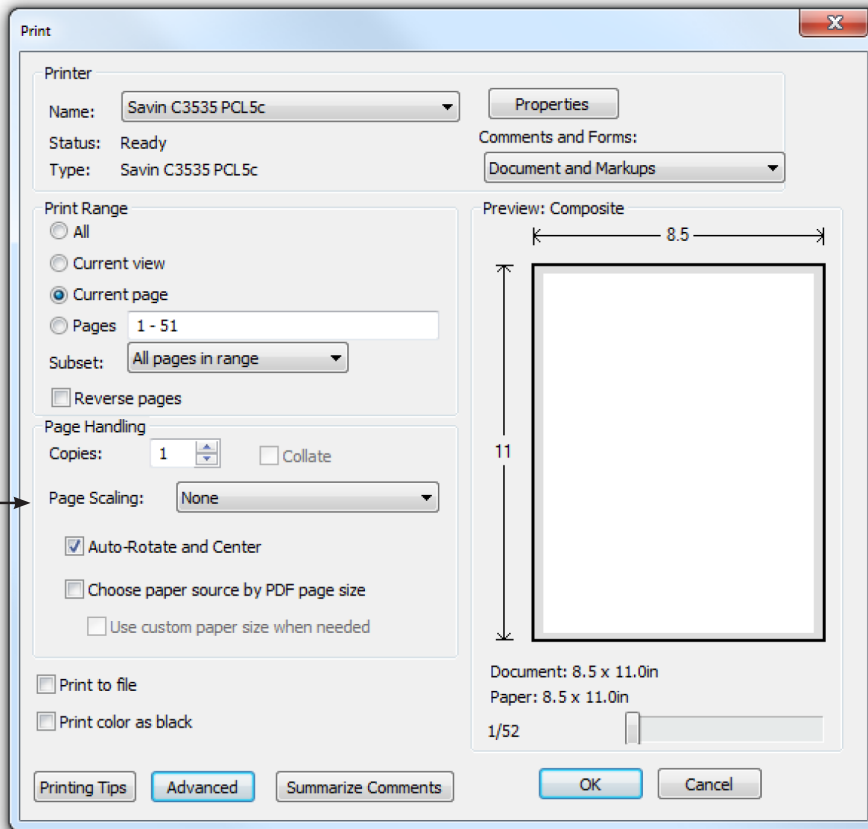 Print
Printer
Name: Savin C3535 PCL5c
Properties
Status: Ready
Comments and Forms:
Type: Savin C3535 PCL5c
Document and Markups
Print Range
All
Current view
Current page
Pages 1 - 51
Subset: All pages in range
Reverse pages
Page Handling
Copies: 1 Collate
Page Scaling: None
Auto-Rotate and Center
Choose paper source by PDF page size
Use custom paper size when needed
Print to file
Print color as black
Preview: Composite
8.5
11
Document: 8.5 x 11.0in
Paper: 8.5 x 11.0in
1/52
Printing Tips Advanced Summarize Comments OK Cancel